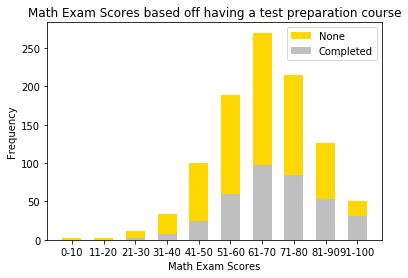 Math Exam Scores based off having a test preparation course
None
Completed
Frequency
250
200
150
100
50
0
0-10 11-20 21-30 31-40 41-50 51-60 61-70 71-80 81-90 91-100
Math Exam Scores